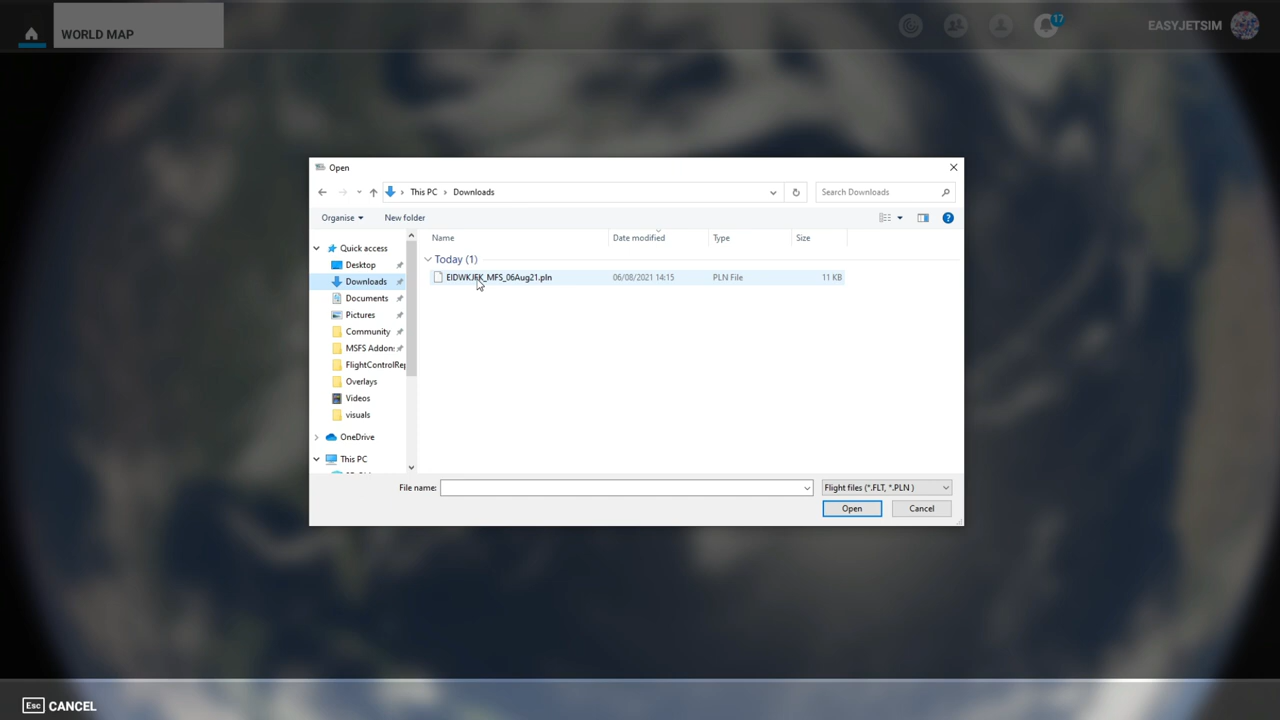 WORLD MAP
17
EASYJETSIM
Open
This PC
Downloads
Search Downloads
Organise
New folder
Name
Date modified
Type
Size
Quick access
Desktop
Downloads
Documents
Pictures
Community
MSFS Addon
FlightControlRep
Overlays
Videos
visuals
OneDrive
This PC
Today (1)
EIDWKJFK_MFS_06Aug21.pln
06/08/2021 14:15
PLN File
11 KB
File name:
Flight files (*.FLT, *.PLN )
Open
Cancel
Esc CANCEL